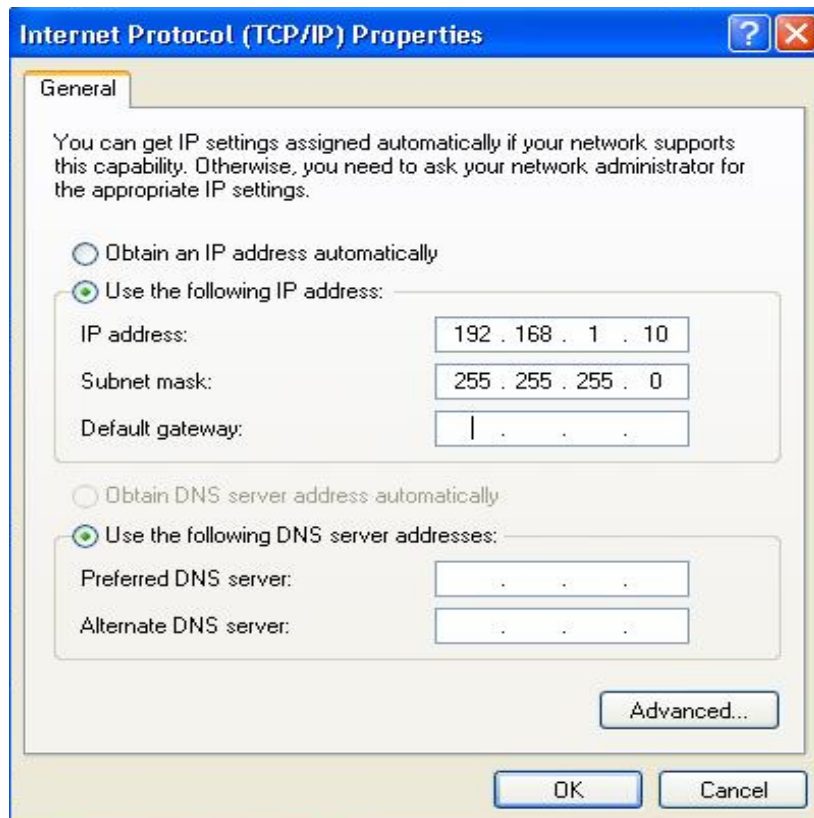 Internet Protocol (TCP/IP) Properties
General
You can get IP settings assigned automatically if your network supports
this capability. Otherwise, you need to ask your network administrator for
the appropriate IP settings.
Obtain an IP address automatically
Use the following IP address:
IP address: 192 . 168 . 1 . 10
Subnet mask: 255 . 255 . 255 . 0
Default gateway: . . .
Obtain DNS server address automatically
Use the following DNS server addresses:
Preferred DNS server: . . .
Alternate DNS server: . . .
Advanced...
OK Cancel